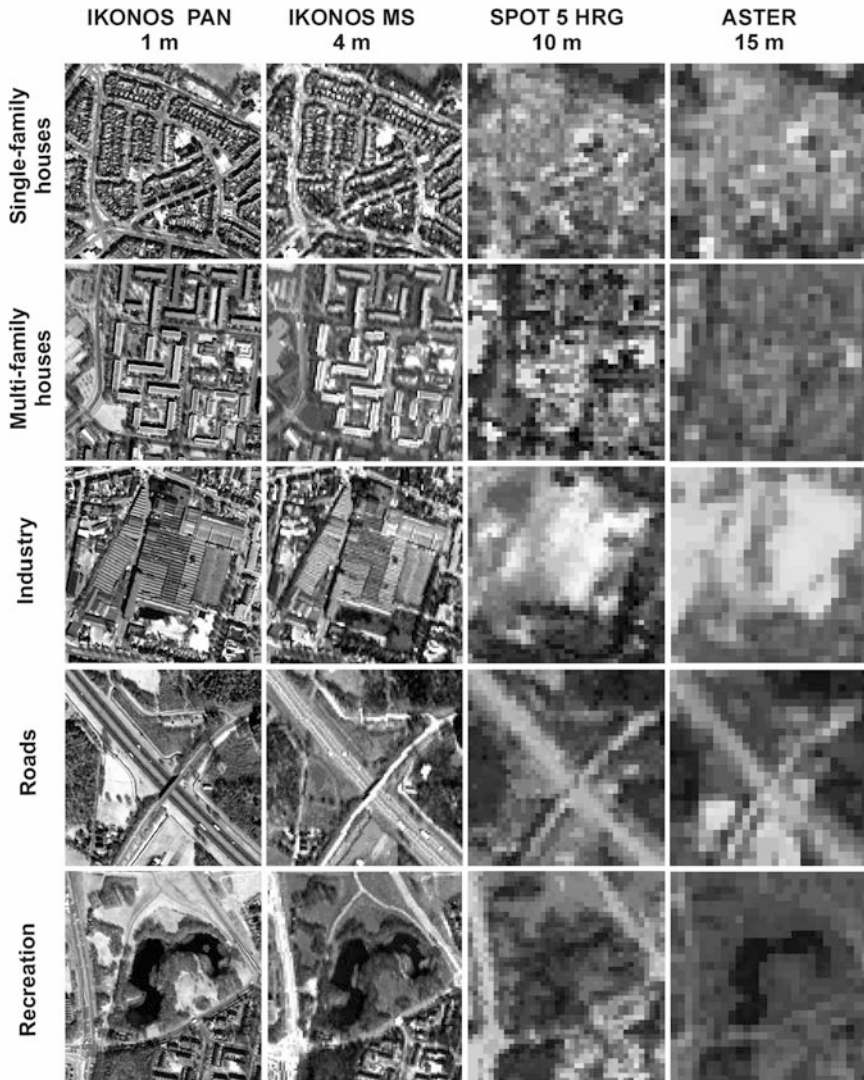 IKONOS PAN
1 m
IKONOS MS
4 m
SPOT 5 HRG
10 m
ASTER
15 m
Single-family
houses
Multi-family
houses
Industry
Roads
Recreation